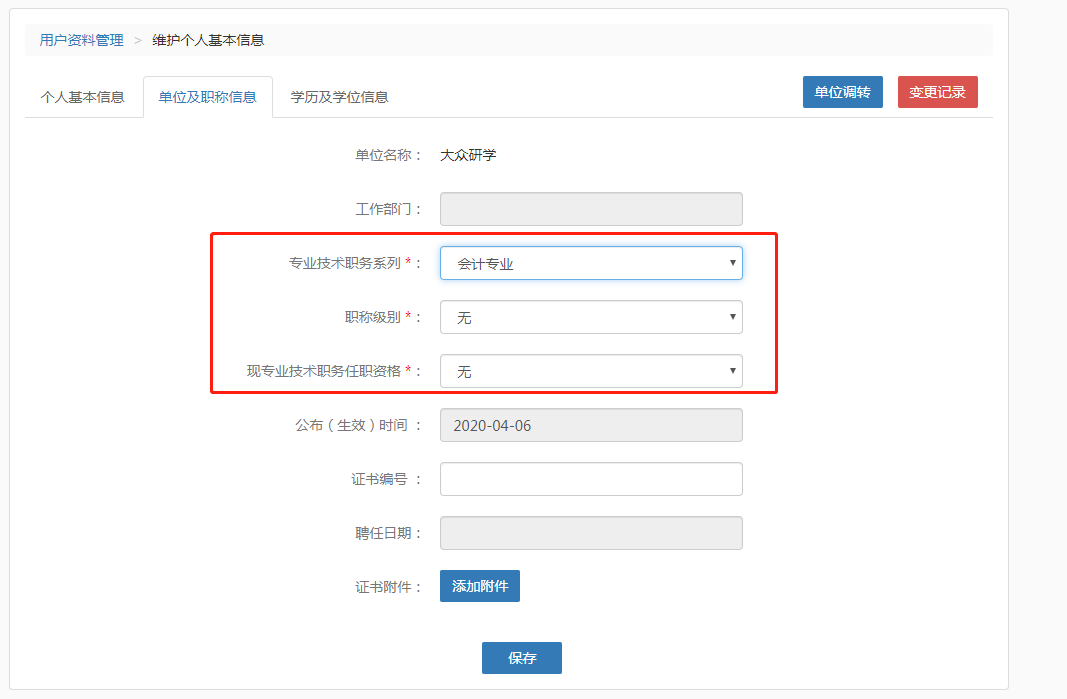 用户资料管理 > 维护个人基本信息
个人基本信息 单位及职称信息 学历及学位信息 单位调转 变更记录
单位名称： 大众研学
工作部门：
专业技术职务系列 *： 会计专业
职称级别 *： 无
现专业技术职务任职资格 *： 无
公布（生效）时间 ： 2020-04-06
证书编号 ：
聘任日期：
证书附件： 添加附件
保存